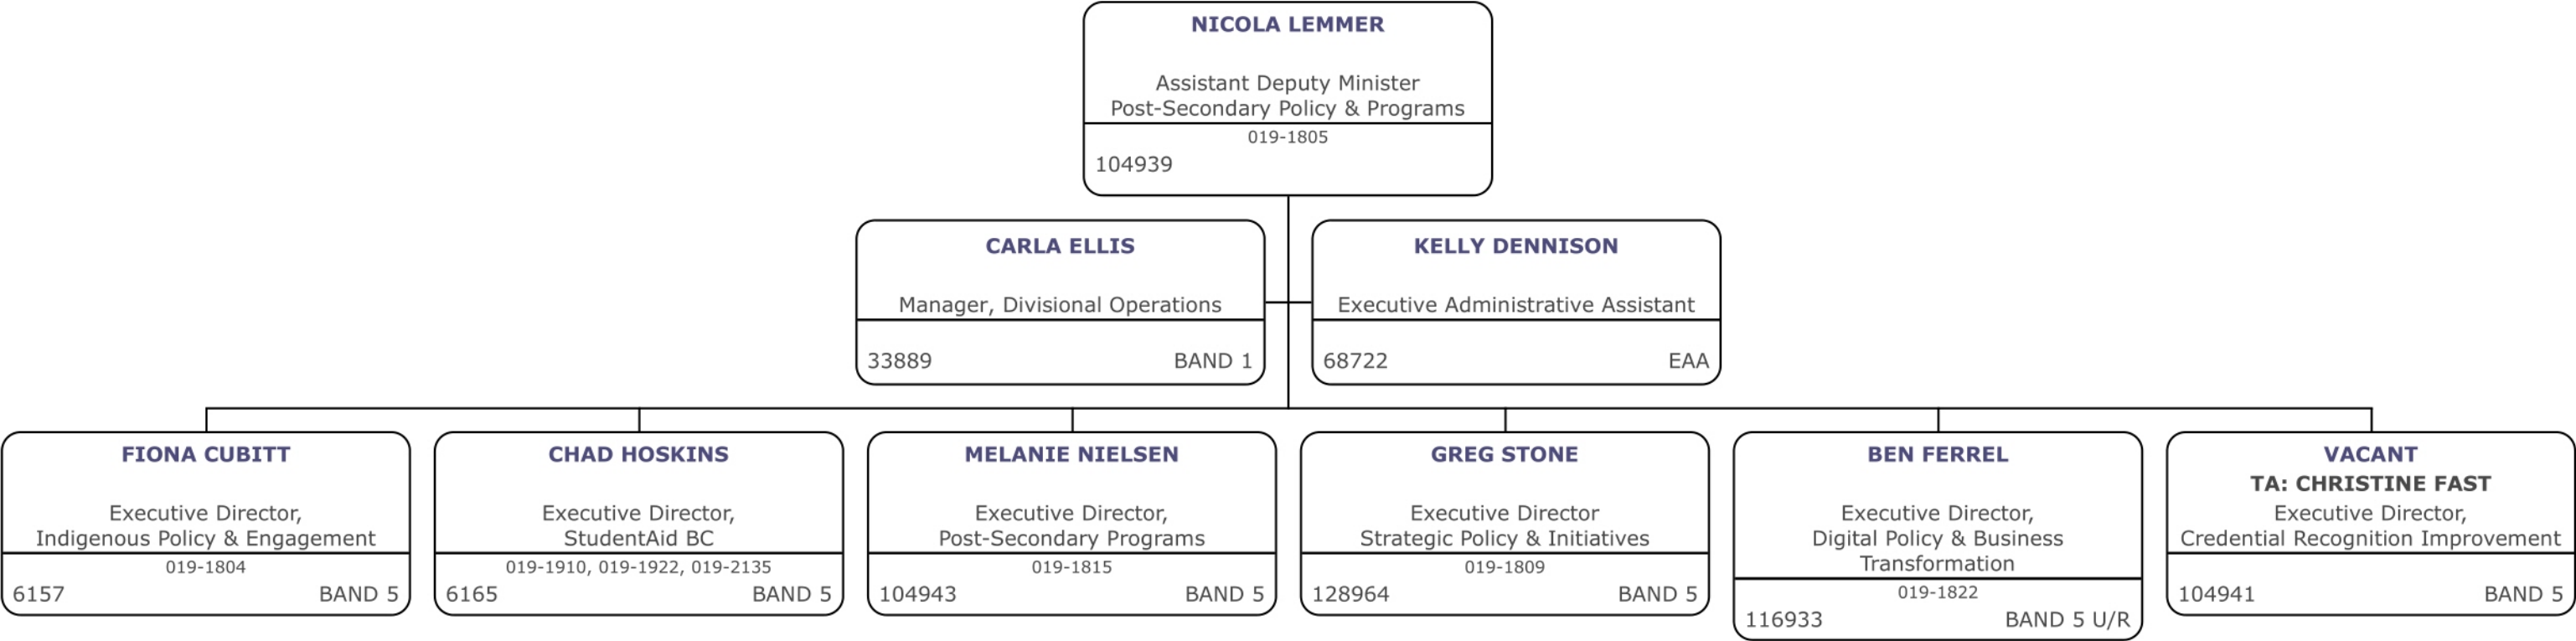 NICOLA LEMMER
Assistant Deputy Minister
Post-Secondary Policy & Programs
019-1805
104939
CARLA ELLIS
Manager, Divisional Operations
33889 BAND 1
KELLY DENNISON
Executive Administrative Assistant
68722 EAA
FIONA CUBITT
Executive Director,
Indigenous Policy & Engagement
019-1804
6157 BAND 5
CHAD HOSKINS
Executive Director,
StudentAid BC
019-1910, 019-1922, 019-2135
6165 BAND 5
MELANIE NIELSEN
Executive Director,
Post-Secondary Programs
019-1815
104943 BAND 5
GREG STONE
Executive Director
Strategic Policy & Initiatives
019-1809
128964 BAND 5
BEN FERREL
Executive Director,
Digital Policy & Business
Transformation
019-1822
116933 BAND 5 U/R
VACANT
TA: CHRISTINE FAST
Executive Director,
Credential Recognition Improvement
104941 BAND 5